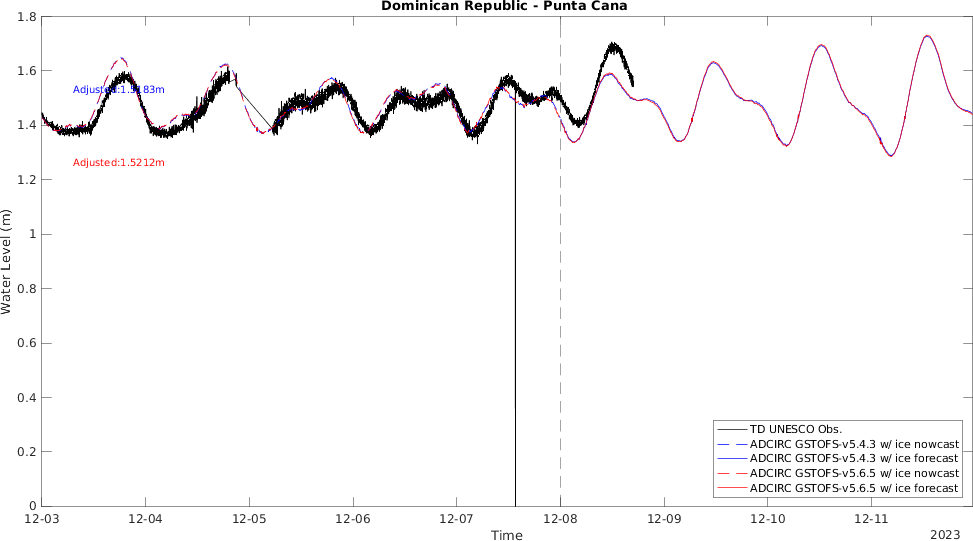 Dominican Republic - Punta Cana
1.8
1.6
1.4
1.2
1
0.8
0.6
0.4
0.2
0
Water Level (m)
Adjusted:1.5183m
Adjusted:1.5212m
TD UNESCO Obs.
ADCIRC GSTOFS-v5.4.3 w/ ice nowcast
ADCIRC GSTOFS-v5.4.3 w/ ice forecast
ADCIRC GSTOFS-v5.6.5 w/ ice nowcast
ADCIRC GSTOFS-v5.6.5 w/ ice forecast
12-03 12-04 12-05 12-06 12-07 12-08 12-09 12-10 12-11
Time
2023